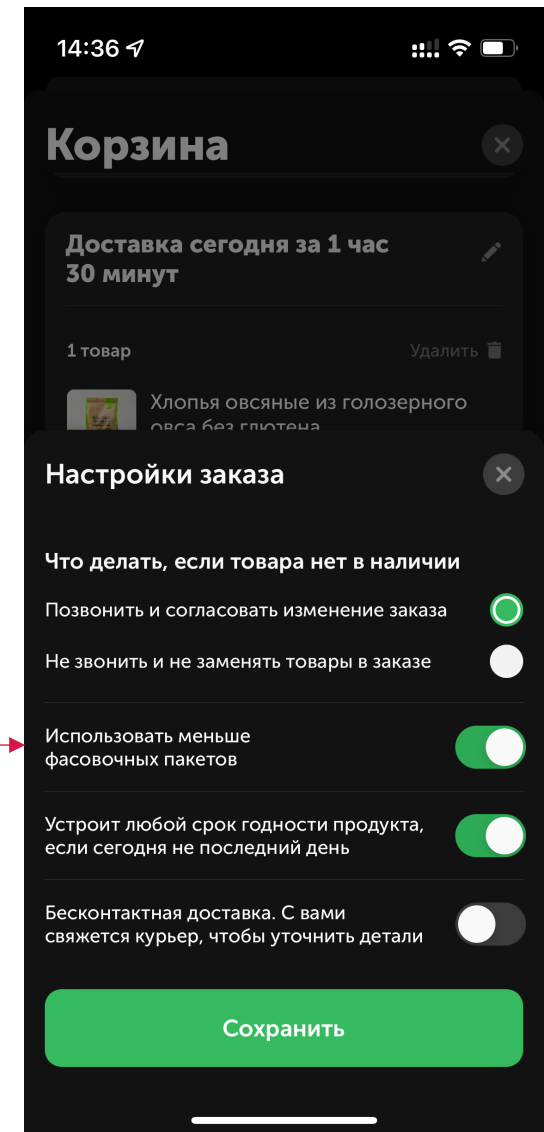 14:36
Корзина
Доставка сегодня за 1 час
30 минут
1 товар
Удалить
Хлопья овсяные из голозерного
овса без глютена
Настройки заказа
Что делать, если товара нет в наличии
Позвонить и согласовать изменение заказа
Не звонить и не заменять товары в заказе
Использовать меньше
фасовочных пакетов
Устроит любой срок годности продукта,
если сегодня не последний день
Бесконтактная доставка. С вами
свяжется курьер, чтобы уточнить детали
Сохранить